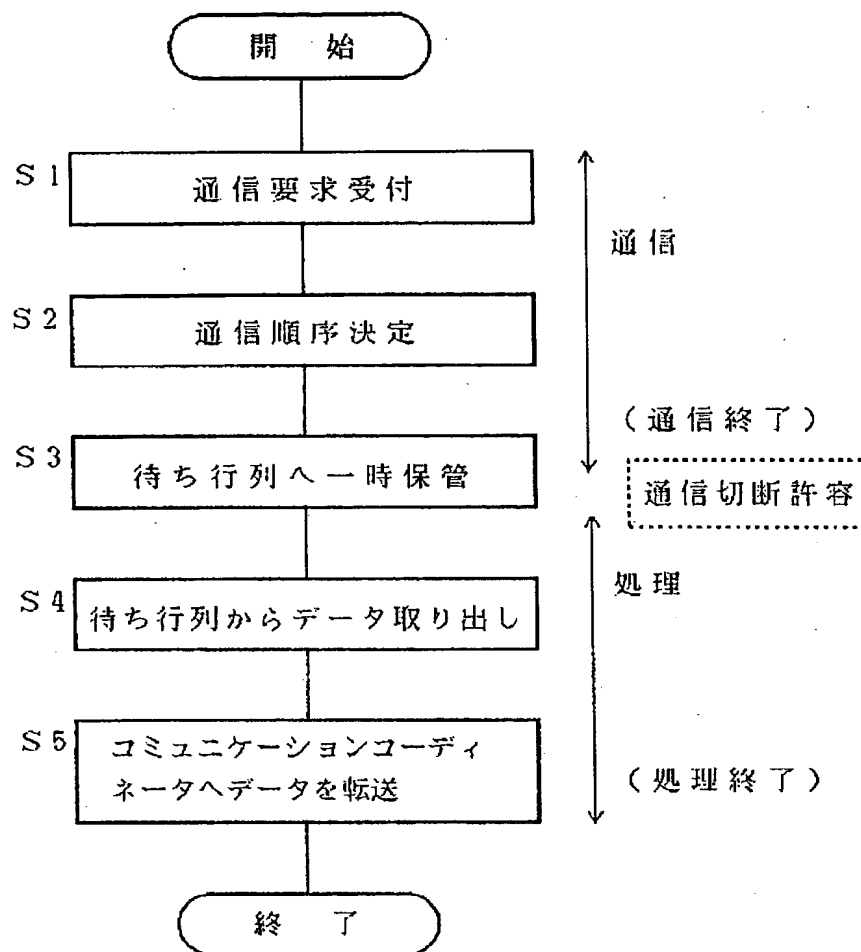 開始
S1
通信要求受付
通信
S2
通信順序決定
(通信終了)
S3
待ち行列へ一時保管
通信切断許容
処理
S4
待ち行列からデータ取り出し
S5
コミュニケーションコーディ
ネータへデータを転送
(処理終了)
終了